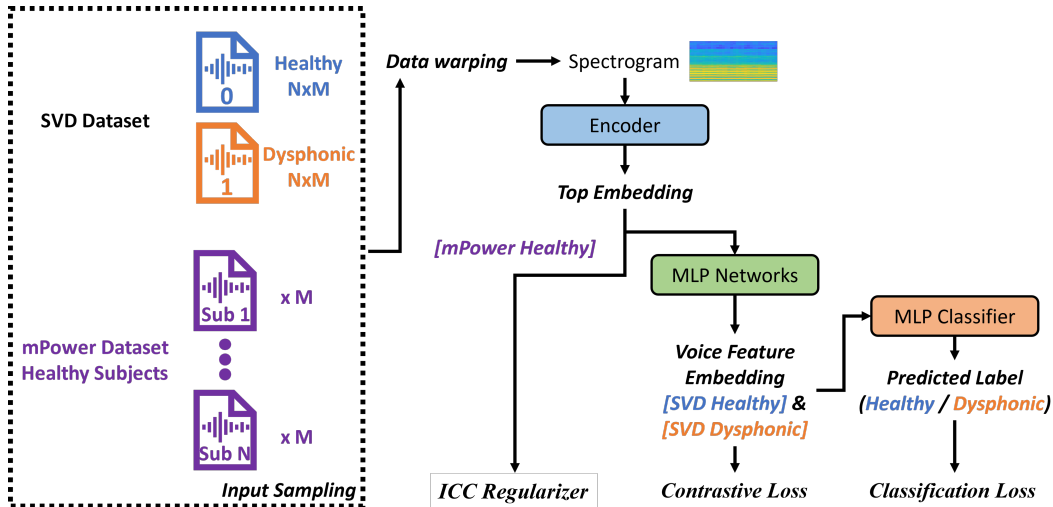 SVD Dataset
0
Healthy
NxM
1
Dysphonic
NxM
mPower Dataset
Healthy Subjects
Sub 1
x M
Sub N
x M
Input Sampling
Data warping
Spectrogram
Encoder
Top Embedding
[mPower Healthy]
MLP Networks
MLP Classifier
Voice Feature
Embedding
[SVD Healthy] &
[SVD Dysphonic]
Predicted Label
(Healthy / Dysphonic)
ICC Regularizer
Contrastive Loss
Classification Loss